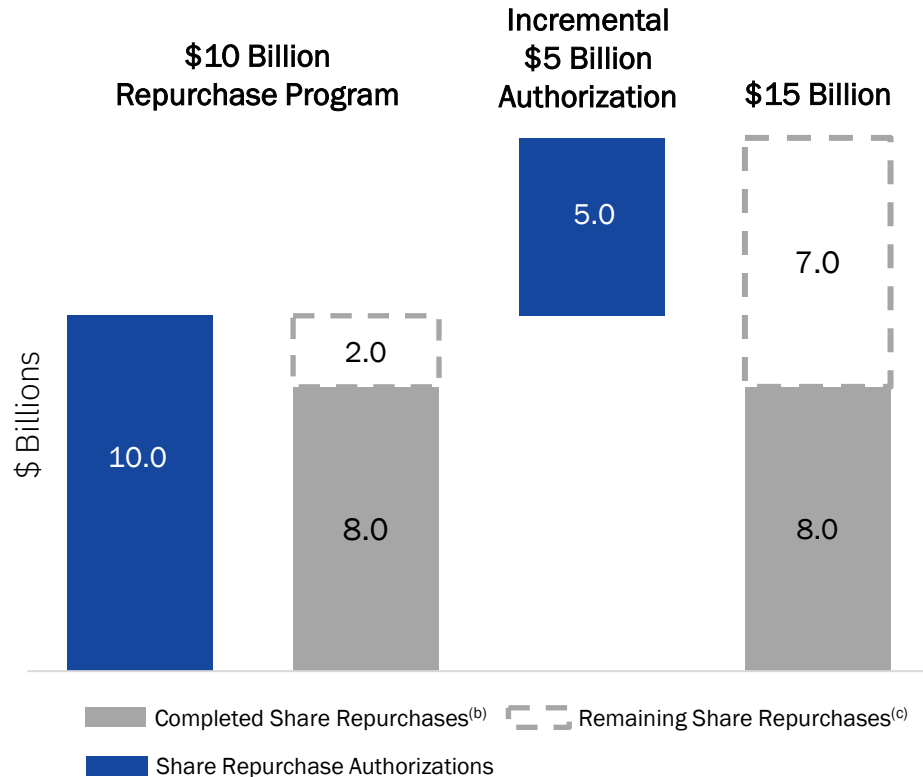 $10 Billion
Repurchase Program
Incremental
$5 Billion
Authorization
$15 Billion
$ Billions
10.0
2.0
8.0
5.0
7.0
8.0
Completed Share Repurchases(b)
Remaining Share Repurchases(c)
Share Repurchase Authorizations